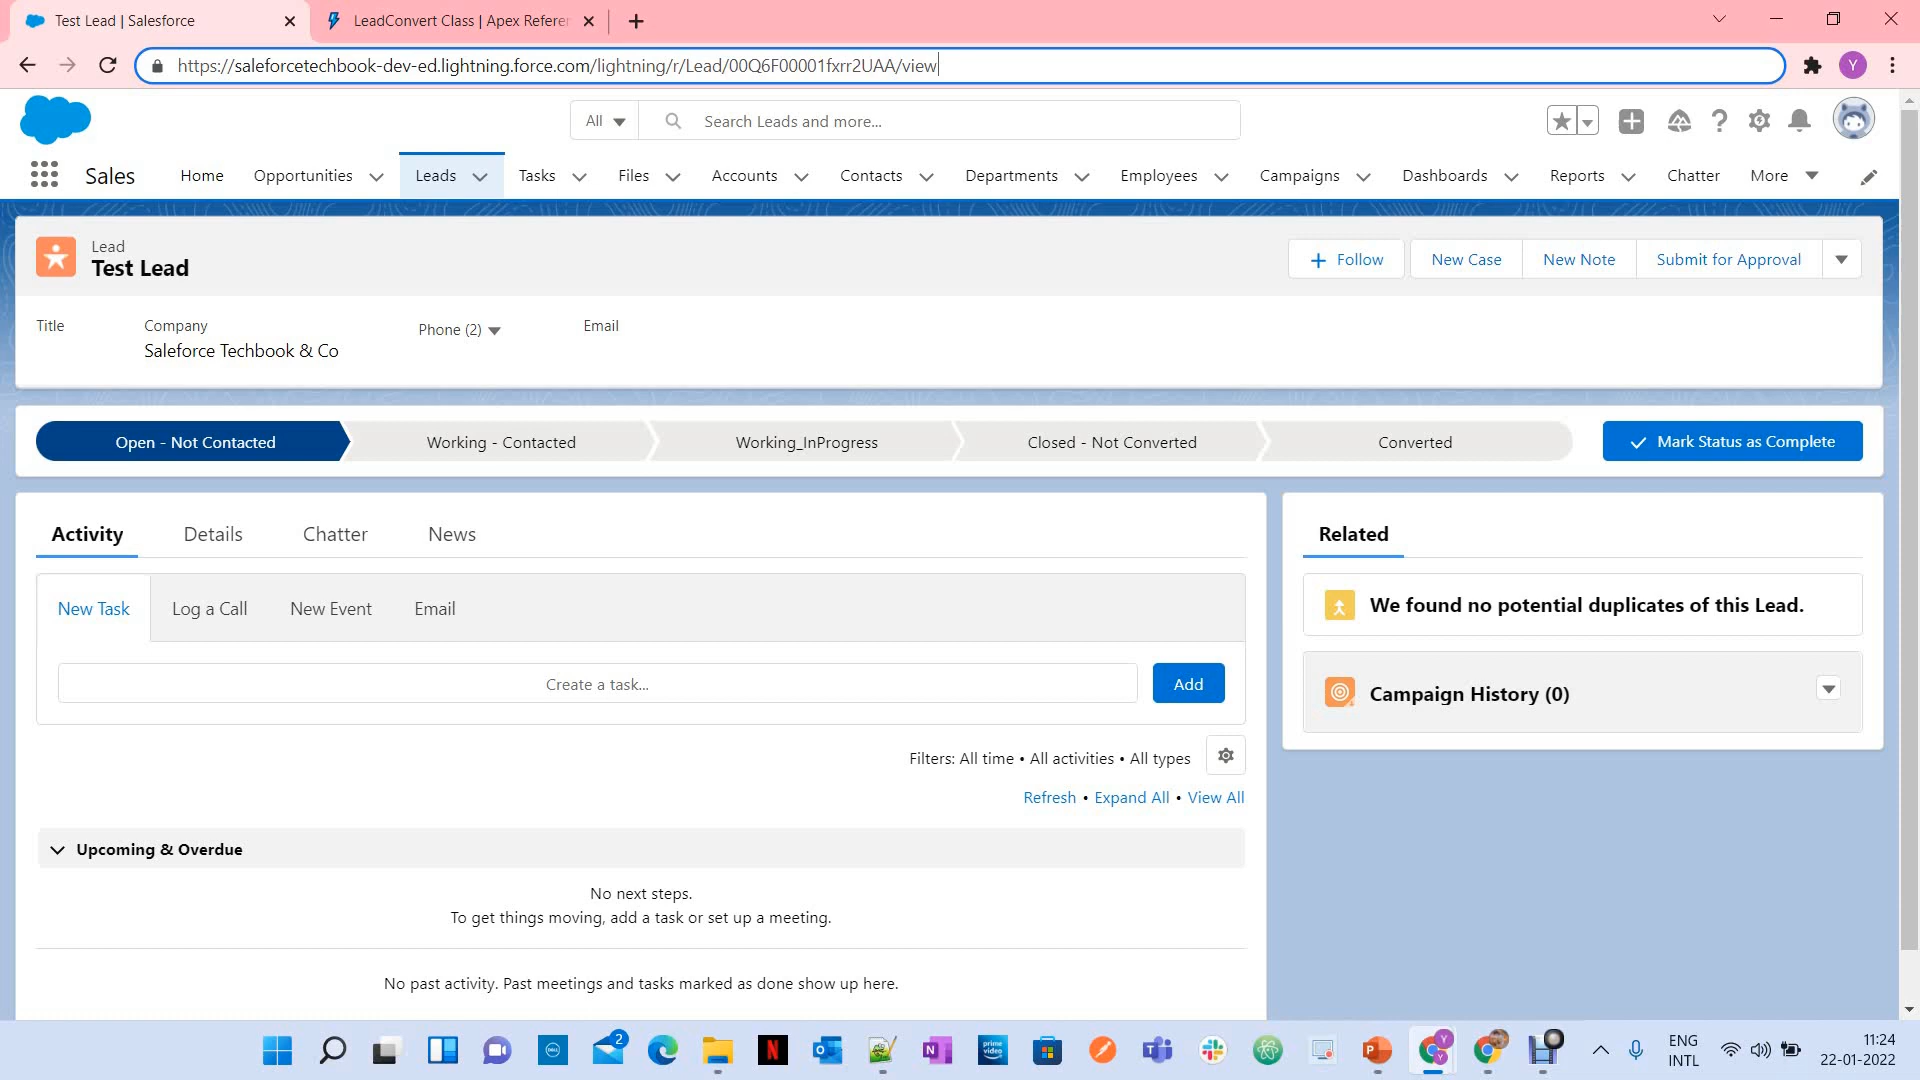 Test Lead | Salesforce
LeadConvert Class | Apex Referen
https://saleforcetechbook-dev-ed.lightning.force.com/lightning/r/Lead/00Q6F00001fxrr2UAA/view
Y
All
Search Leads and more...
Sales
Home
Opportunities
Leads
Tasks
Files
Accounts
Contacts
Departments
Employees
Campaigns
Dashboards
Reports
Chatter
More
Lead
Test Lead
Follow
New Case
New Note
Submit for Approval
Title
Company
Phone (2)
Email
Saleforce Techbook & Co
Open - Not Contacted
Working - Contacted
Working_InProgress
Closed - Not Converted
Converted
Mark Status as Complete
Activity
Details
Chatter
News
New Task
Log a Call
New Event
Email
Create a task...
Add
Filters: All time • All activities • All types
Refresh • Expand All • View All
Upcoming & Overdue
No next steps.
To get things moving, add a task or set up a meeting.
No past activity. Past meetings and tasks marked as done show up here.
Related
We found no potential duplicates of this Lead.
Campaign History (0)
2
prime video
ENG
INTL
11:24
22-01-2022